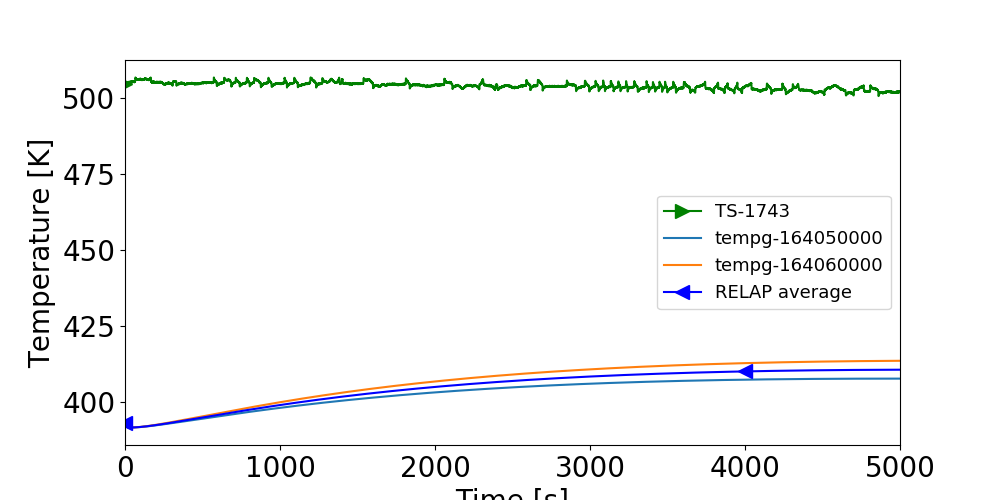 500
475
450
425
400
Temperature [K]
TS-1743
tempg-164050000
tempg-164060000
RELAP average
0 1000 2000 3000 4000 5000
Time [s]